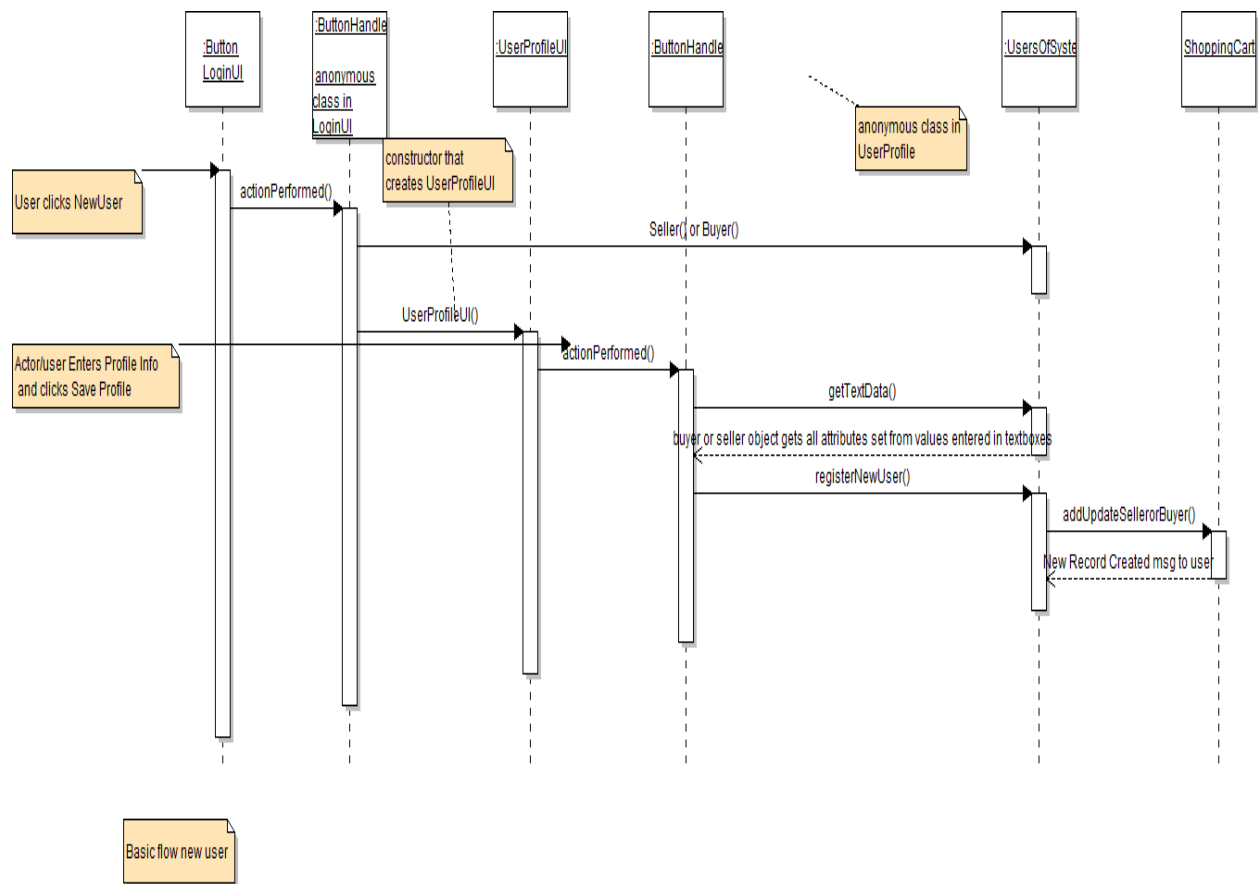 :Button
LoginUI
:ButtonHandle
anonymous
class in
LoginUI
:UserProfileUI
:ButtonHandle
:UsersOfSyste
ShoppingCart
anonymous class in
UserProfile
constructor that
creates UserProfileUI
User clicks NewUser
actionPerformed()
Seller() or Buyer()
UserProfileUI()
Actor/user Enters Profile Info
and clicks Save Profile
actionPerformed()
getTextData()
buyer or seller object gets all attributes set from values entered in textboxes
registerNewUser()
addUpdateSellerorBuyer()
New Record Created msg to user
Basic flow new user